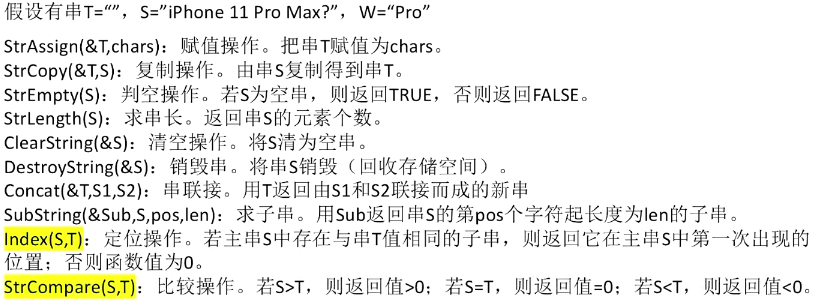 假设有串T=“”，S=”iPhone 11 Pro Max?”，W=“Pro”
StrAssign(&T,chars)：赋值操作。把串T赋值为chars。
StrCopy(&T,S)：复制操作。由串S复制得到串T。
StrEmpty(S)：判空操作。若S为空串，则返回TRUE，否则返回FALSE。
StrLength(S)：求串长。返回串S的元素个数。
ClearString(&S)：清空操作。将S清为空串。
DestroyString(&S)：销毁串。将串S销毁（回收存储空间）。
Concat(&T,S1,S2)：串联接。用T返回由S1和S2联接而成的新串
SubString(&Sub,S,pos,len)：求子串。用Sub返回串S的第pos个字符起长度为len的子串。
Index(S,T)：定位操作。若主串S中存在与串T值相同的子串，则返回它在主串S中第一次出现的
位置；否则函数值为0。
StrCompare(S,T)：比较操作。若S>T，则返回值>0；若S=T，则返回值=0；若S<T，则返回值<0。